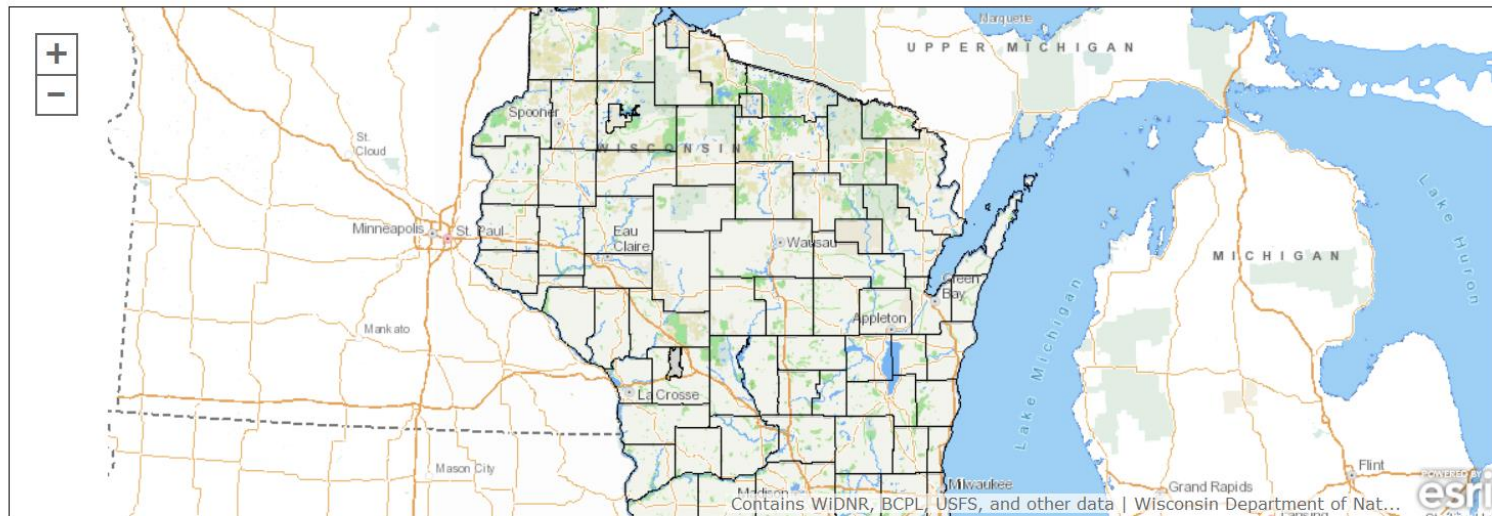 +
−
Marquette
UPPER MICHIGAN
Spooner
WISCONSIN
St.
Cloud
Minneapolis
St. Paul
Eau
Claire
Wausau
MICHIGAN
Lake Huron
Green
Bay
Appleton
Lake Michigan
Mankato
La Crosse
Mason City
Flint
Madison
Milwaukee
Grand Rapids
Lansing
POWERED BY
esri
Contains WiDNR, BCPL, USFS, and other data | Wisconsin Department of Nat...